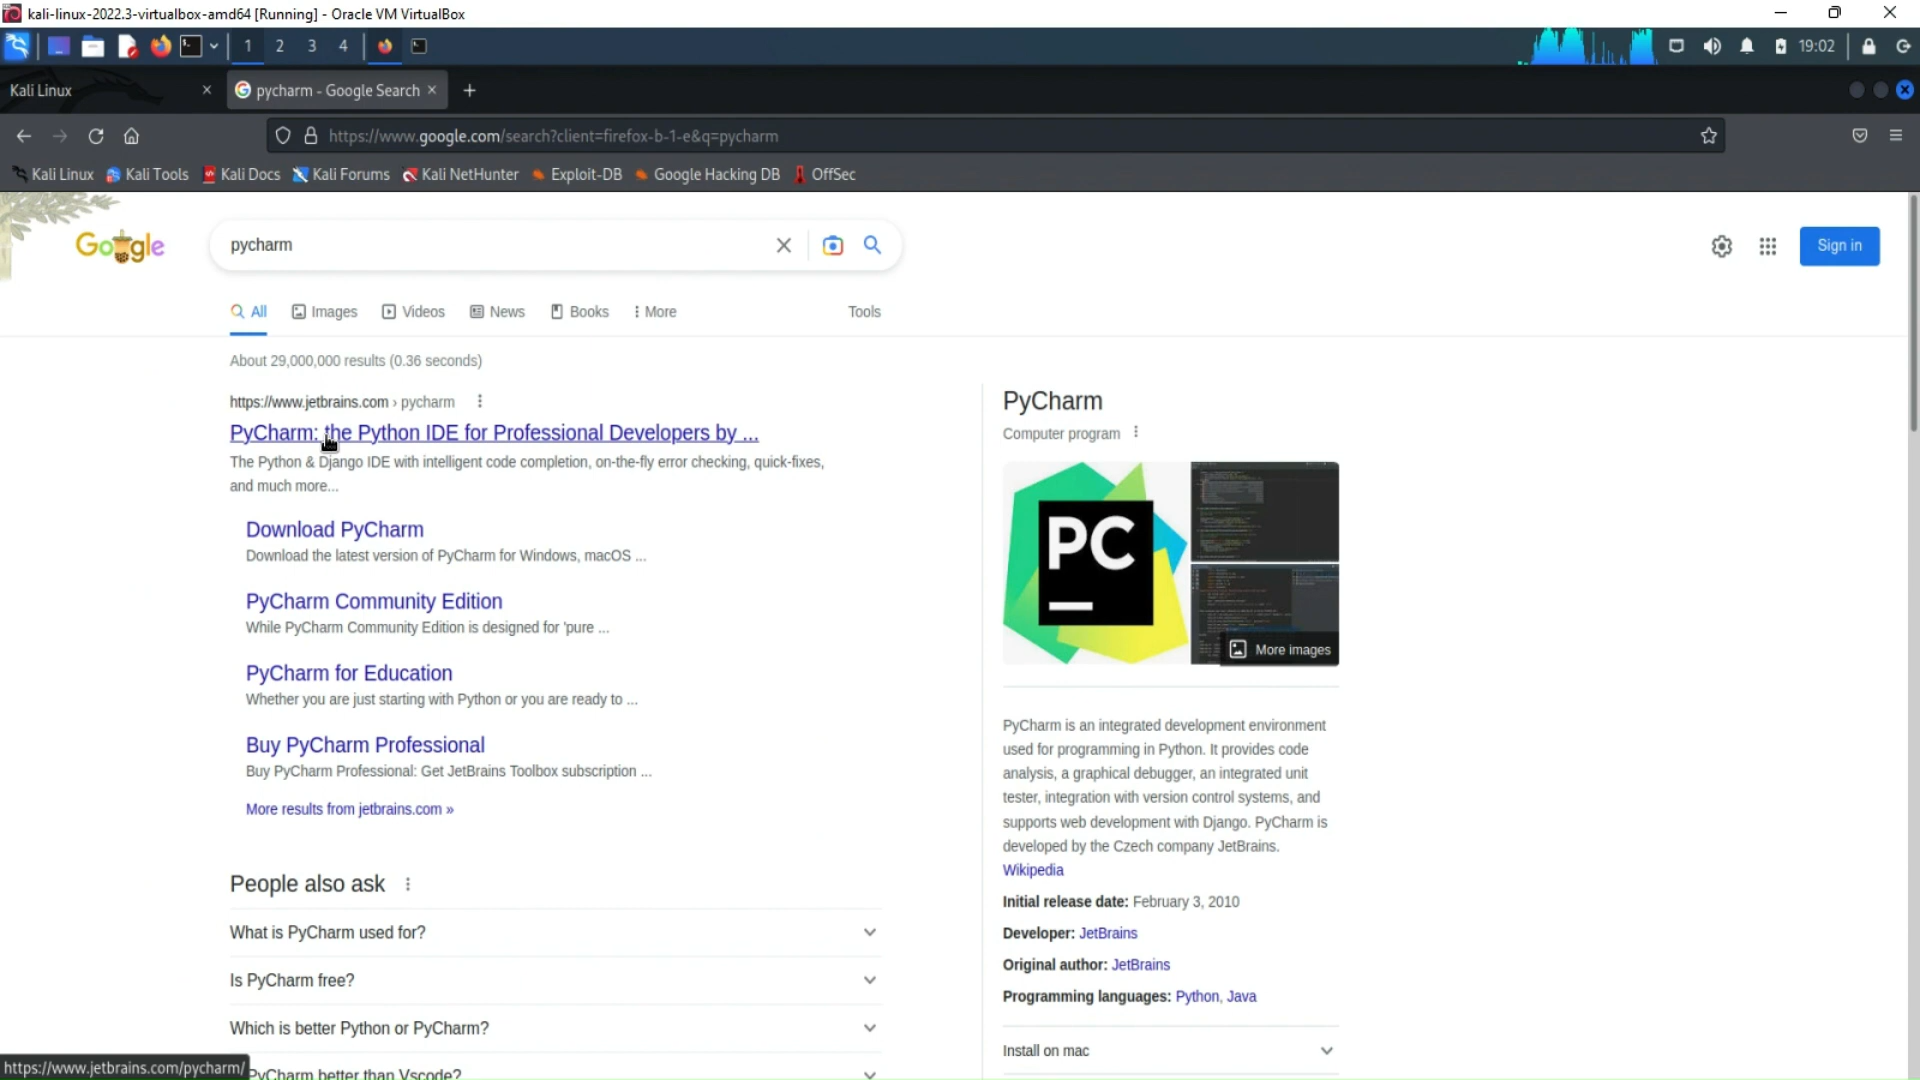 kali-linux-2022.3-virtualbox-amd64 [Running] - Oracle VM VirtualBox
1 2 3 4 19:02
Kali Linux pycharm - Google Search
https://www.google.com/search?client=firefox-b-1-e&q=pycharm
Kali Linux Kali Tools Kali Docs Kali Forums Kali NetHunter Exploit-DB Google Hacking DB OffSec
Google pycharm Sign in
All Images Videos News Books More Tools
About 29,000,000 results (0.36 seconds)
https://www.jetbrains.com › pycharm
PyCharm: the Python IDE for Professional Developers by ...
The Python & Django IDE with intelligent code completion, on-the-fly error checking, quick-fixes,
and much more...
Download PyCharm
Download the latest version of PyCharm for Windows, macOS ...
PyCharm Community Edition
While PyCharm Community Edition is designed for 'pure ...
PyCharm for Education
Whether you are just starting with Python or you are ready to ...
Buy PyCharm Professional
Buy PyCharm Professional: Get JetBrains Toolbox subscription ...
More results from jetbrains.com »
People also ask
What is PyCharm used for?
Is PyCharm free?
Which is better Python or PyCharm?
PyCharm better than Vscode?
https://www.jetbrains.com/pycharm/
PyCharm
Computer program
PC
More images
PyCharm is an integrated development environment
used for programming in Python. It provides code
analysis, a graphical debugger, an integrated unit
tester, integration with version control systems, and
supports web development with Django. PyCharm is
developed by the Czech company JetBrains.
Wikipedia
Initial release date: February 3, 2010
Developer: JetBrains
Original author: JetBrains
Programming languages: Python, Java
Install on mac